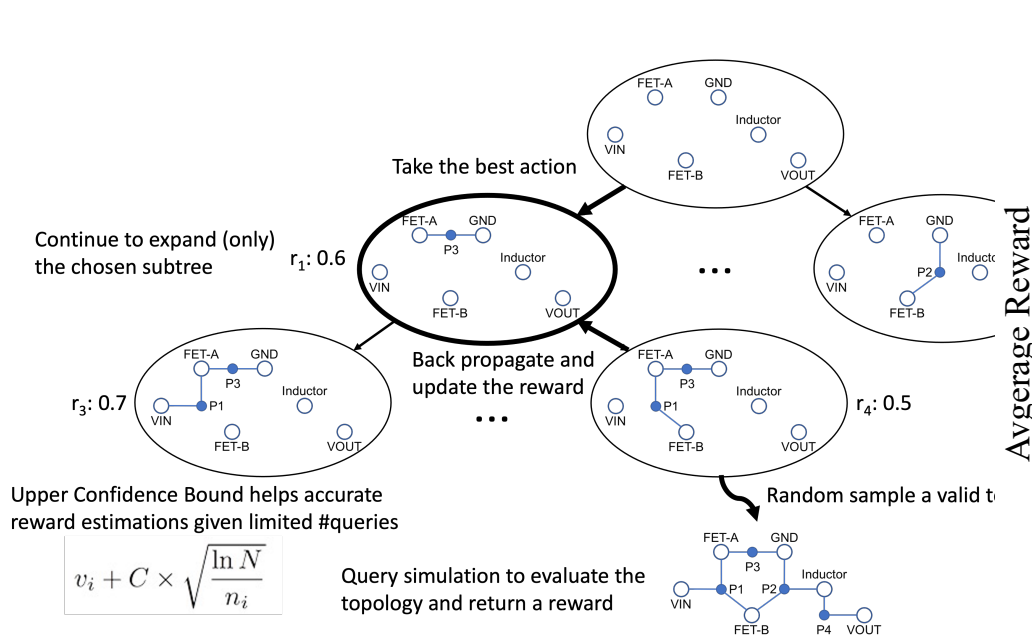 FET-A
GND
Inductor
VIN
FET-B
VOUT
Take the best action
Continue to expand (only)
the chosen subtree
r₁: 0.6
FET-A
GND
P3
Inductor
VIN
FET-B
VOUT
...
FET-A
GND
P2
VIN
FET-B
Avgerage Reward
Back propagate and
update the reward
r₃: 0.7
FET-A
GND
P3
Inductor
P1
VIN
FET-B
VOUT
...
FET-A
GND
P3
P1
Inductor
VIN
FET-B
VOUT
r₄: 0.5
Upper Confidence Bound helps accurate
reward estimations given limited #queries
vᵢ + C × √(ln N / nᵢ)
Random sample a valid
Query simulation to evaluate the
topology and return a reward
FET-A
GND
P3
Inductor
P1
P2
VIN
FET-B
P4
VOUT